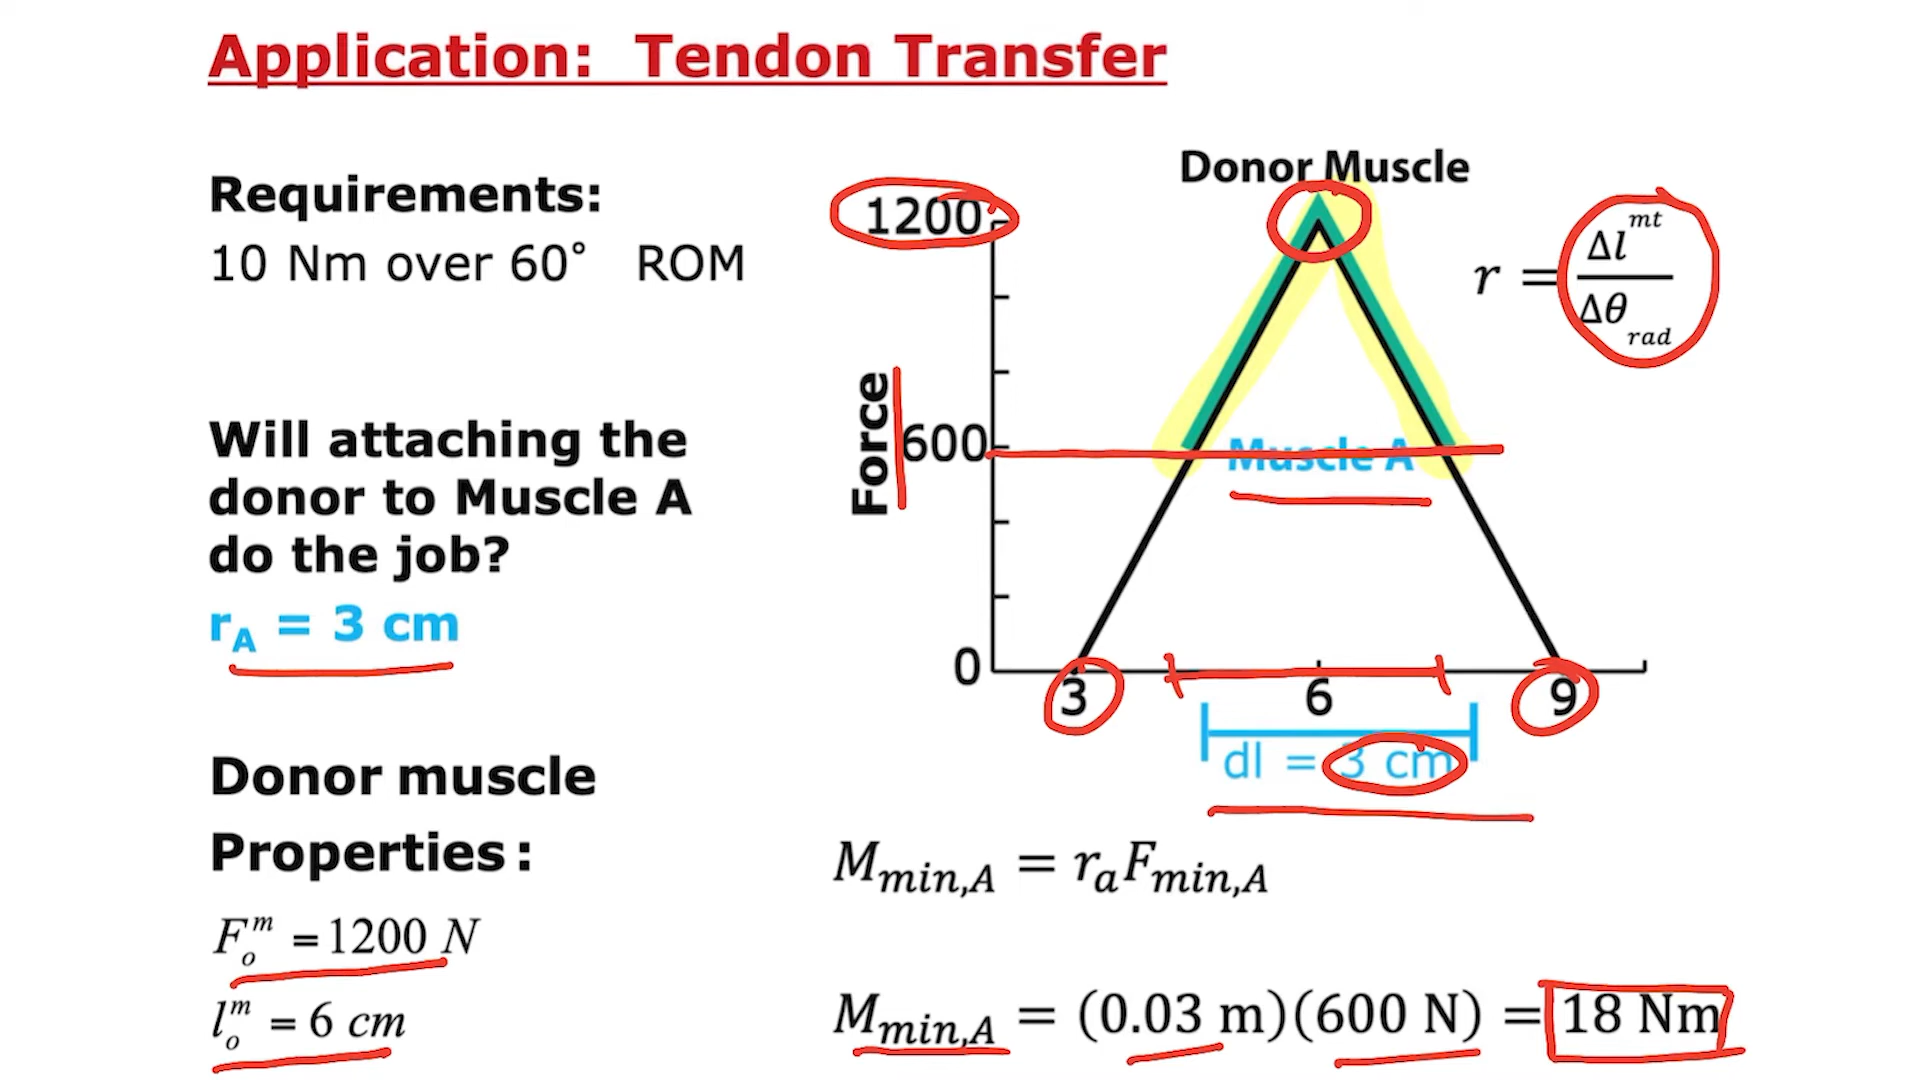 Application: Tendon Transfer
Requirements:
10 Nm over 60° ROM
Will attaching the
donor to Muscle A
do the job?
r_A = 3 cm
Donor muscle
Properties:
F_o^m = 1200 N
l_o^m = 6 cm
Donor Muscle
1200
600
0
Force
Muscle A
3
6
9
dl = 3 cm
r = Δl^mt / Δθ_rad
M_min,A = r_a F_min,A
M_min,A = (0.03 m)(600 N) = 18 Nm